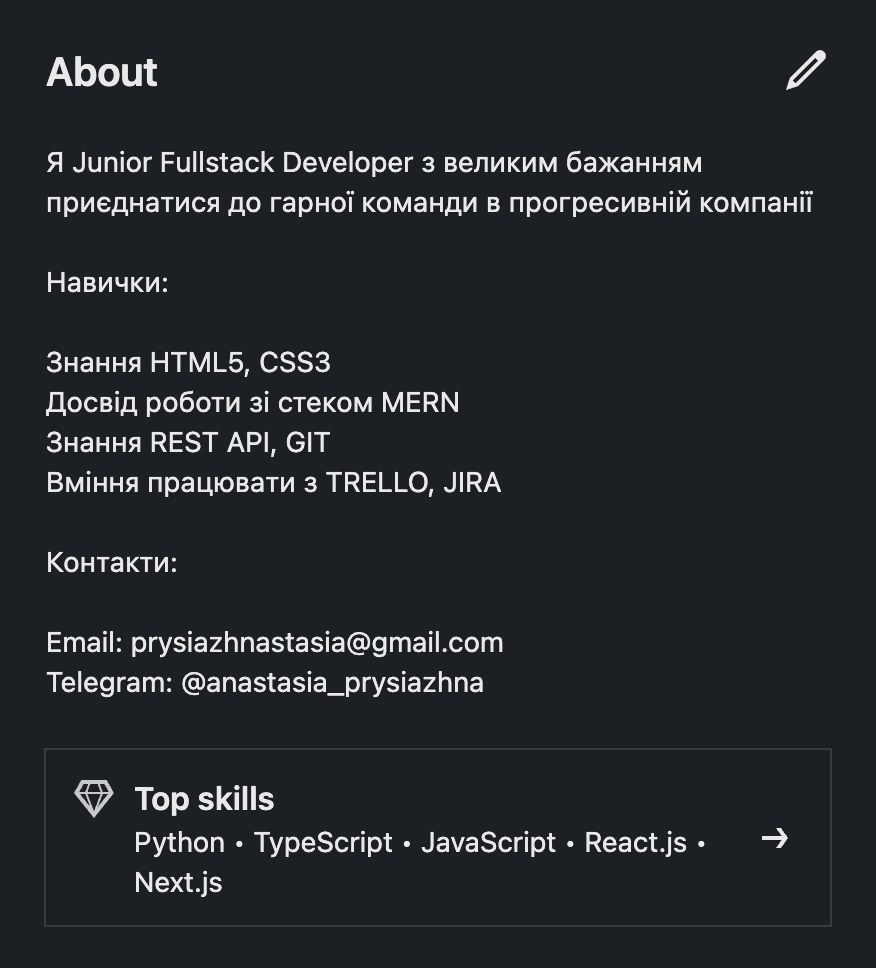 About
Я Junior Fullstack Developer з великим бажанням
приєднатися до гарної команди в прогресивній компанії
Навички:
Знання HTML5, CSS3
Досвід роботи зі стеком MERN
Знання REST API, GIT
Вміння працювати з TRELLO, JIRA
Контакти:
Email: prysiazhnastasia@gmail.com
Telegram: @anastasia_prysiazhna
Top skills
Python • TypeScript • JavaScript • React.js •
Next.js